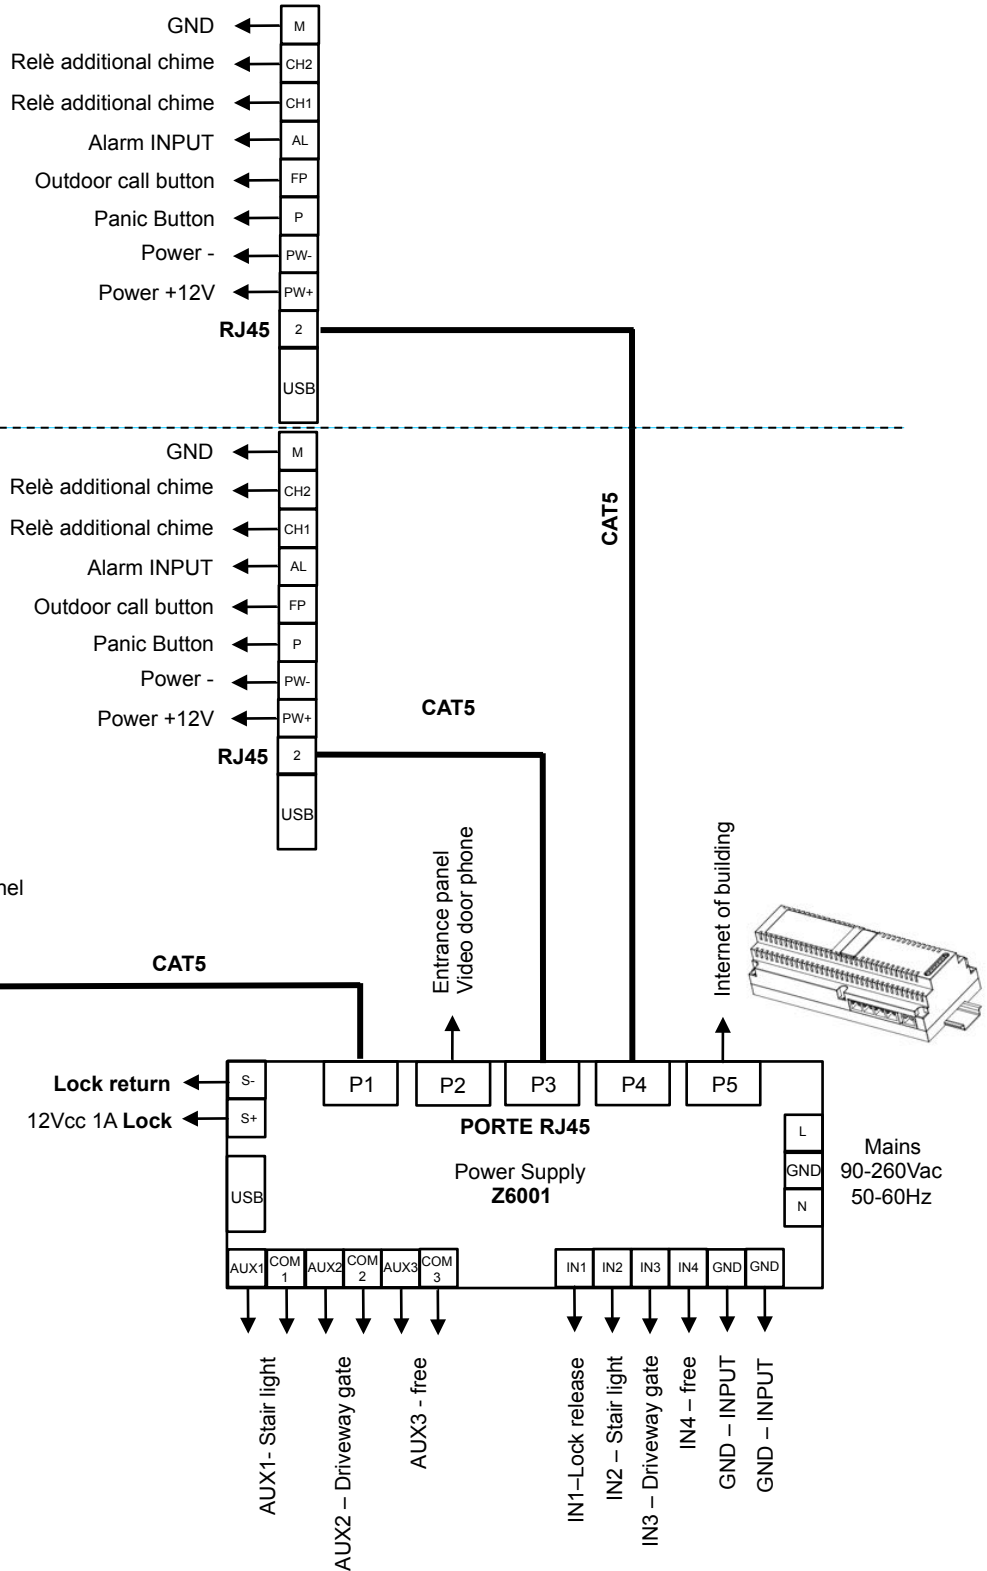 GND M
Relè additional chime CH2
Relè additional chime CH1
Alarm INPUT AL
Outdoor call button FP
Panic Button P
Power - PW-
Power +12V PW+
RJ45 2
USB
GND M
Relè additional chime CH2
Relè additional chime CH1
CAT5
Alarm INPUT AL
Outdoor call button FP
Panic Button P
Power - PW-
Power +12V PW+
CAT5
RJ45 2
USB
nel
CAT5
Entrance panel
Video door phone
Internet of building
P1 P2 P3 P4 P5
Lock return S-
12Vcc 1A Lock S+
PORTE RJ45
Power Supply
Z6001
USB
L
GND
N
Mains
90-260Vac
50-60Hz
AUX1 COM 1 AUX2 COM 2 AUX3 COM 3
IN1 IN2 IN3 IN4 GND GND
AUX1- Stair light
AUX2 – Driveway gate
AUX3 - free
IN1–Lock release
IN2 – Stair light
IN3 – Driveway gate
IN4 – free
GND – INPUT
GND – INPUT